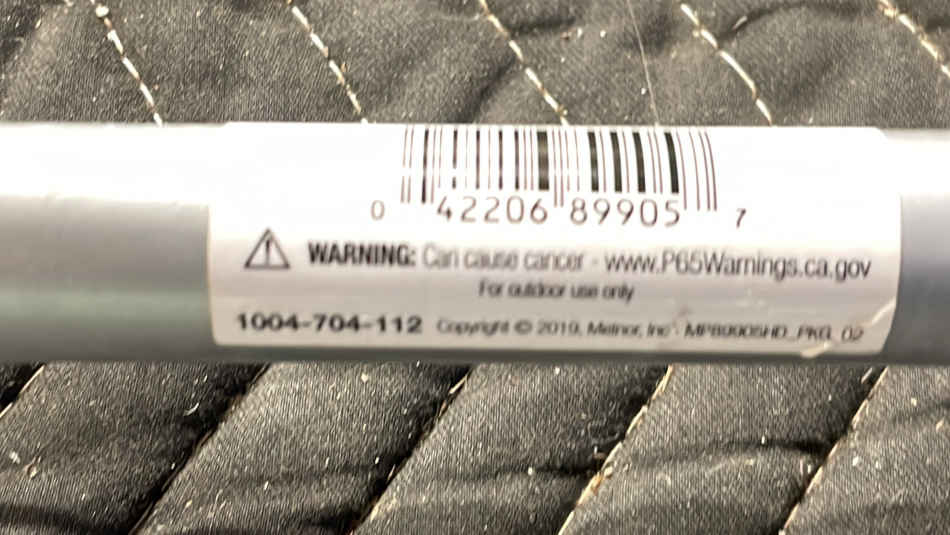 0 42206 89905 7
WARNING: Can cause cancer - www.P65Warnings.ca.gov
For outdoor use only
1004-704-112 Copyright © 2019, Melnor, Inc